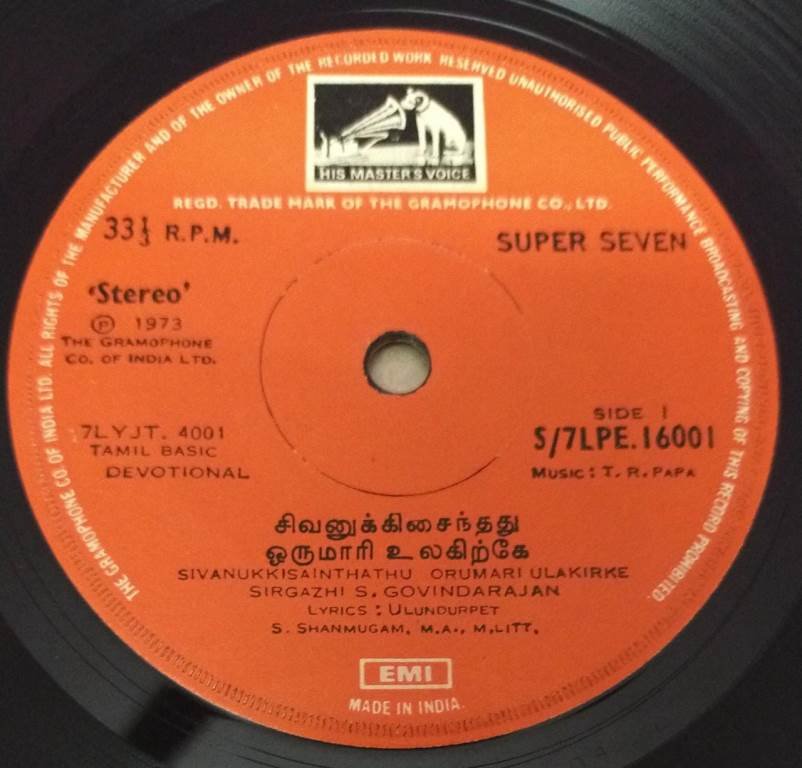 THE GRAMOPHONE CO. OF INDIA LTD. ALL RIGHTS OF THE MANUFACTURER AND OF THE OWNER OF THE RECORDED WORK RESERVED UNAUTHORISED PUBLIC PERFORMANCE BROADCASTING AND COPYING OF THIS RECORD PROHIBITED.
HIS MASTER'S VOICE
REGD. TRADE MARK OF THE GRAMOPHONE CO., LTD.
33⅓ R.P.M.
SUPER SEVEN
'Stereo'
Ⓟ 1973
THE GRAMOPHONE
CO. OF INDIA LTD.
7LYJT. 4001
TAMIL BASIC
DEVOTIONAL
SIDE 1
S/7LPE.16001
MUSIC: T. R. PAPA
சிவனுக்கிசைந்தது
ஒருமாரி உலகிற்கே
SIVANUKKISAINTHATHU ORUMARI ULAKIRKE
SIRGAZHI S. GOVINDARAJAN
LYRICS : ULUNDURPET
S. SHANMUGAM, M.A., M.LITT.
EMI
MADE IN INDIA.